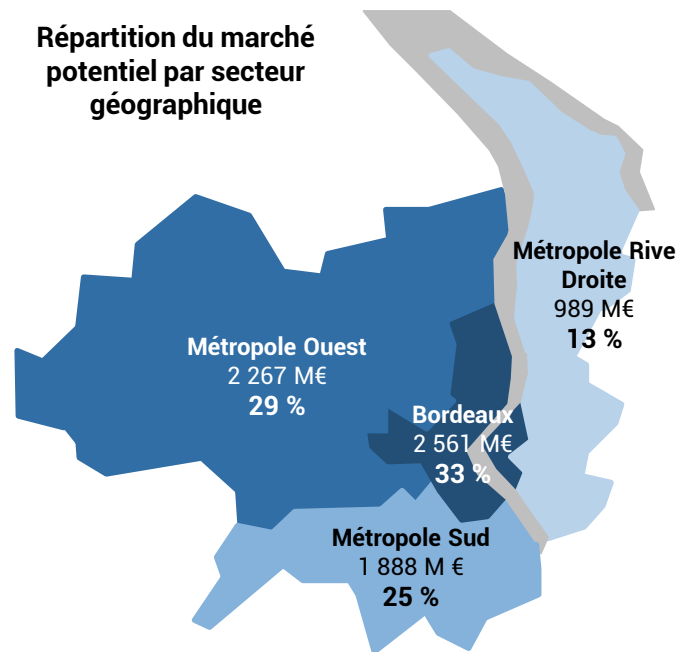 Répartition du marché
potentiel par secteur
géographique
Métropole Rive
Droite
989 M€
13 %
Métropole Ouest
2 267 M€
29 %
Bordeaux
2 561 M€
33 %
Métropole Sud
1 888 M €
25 %